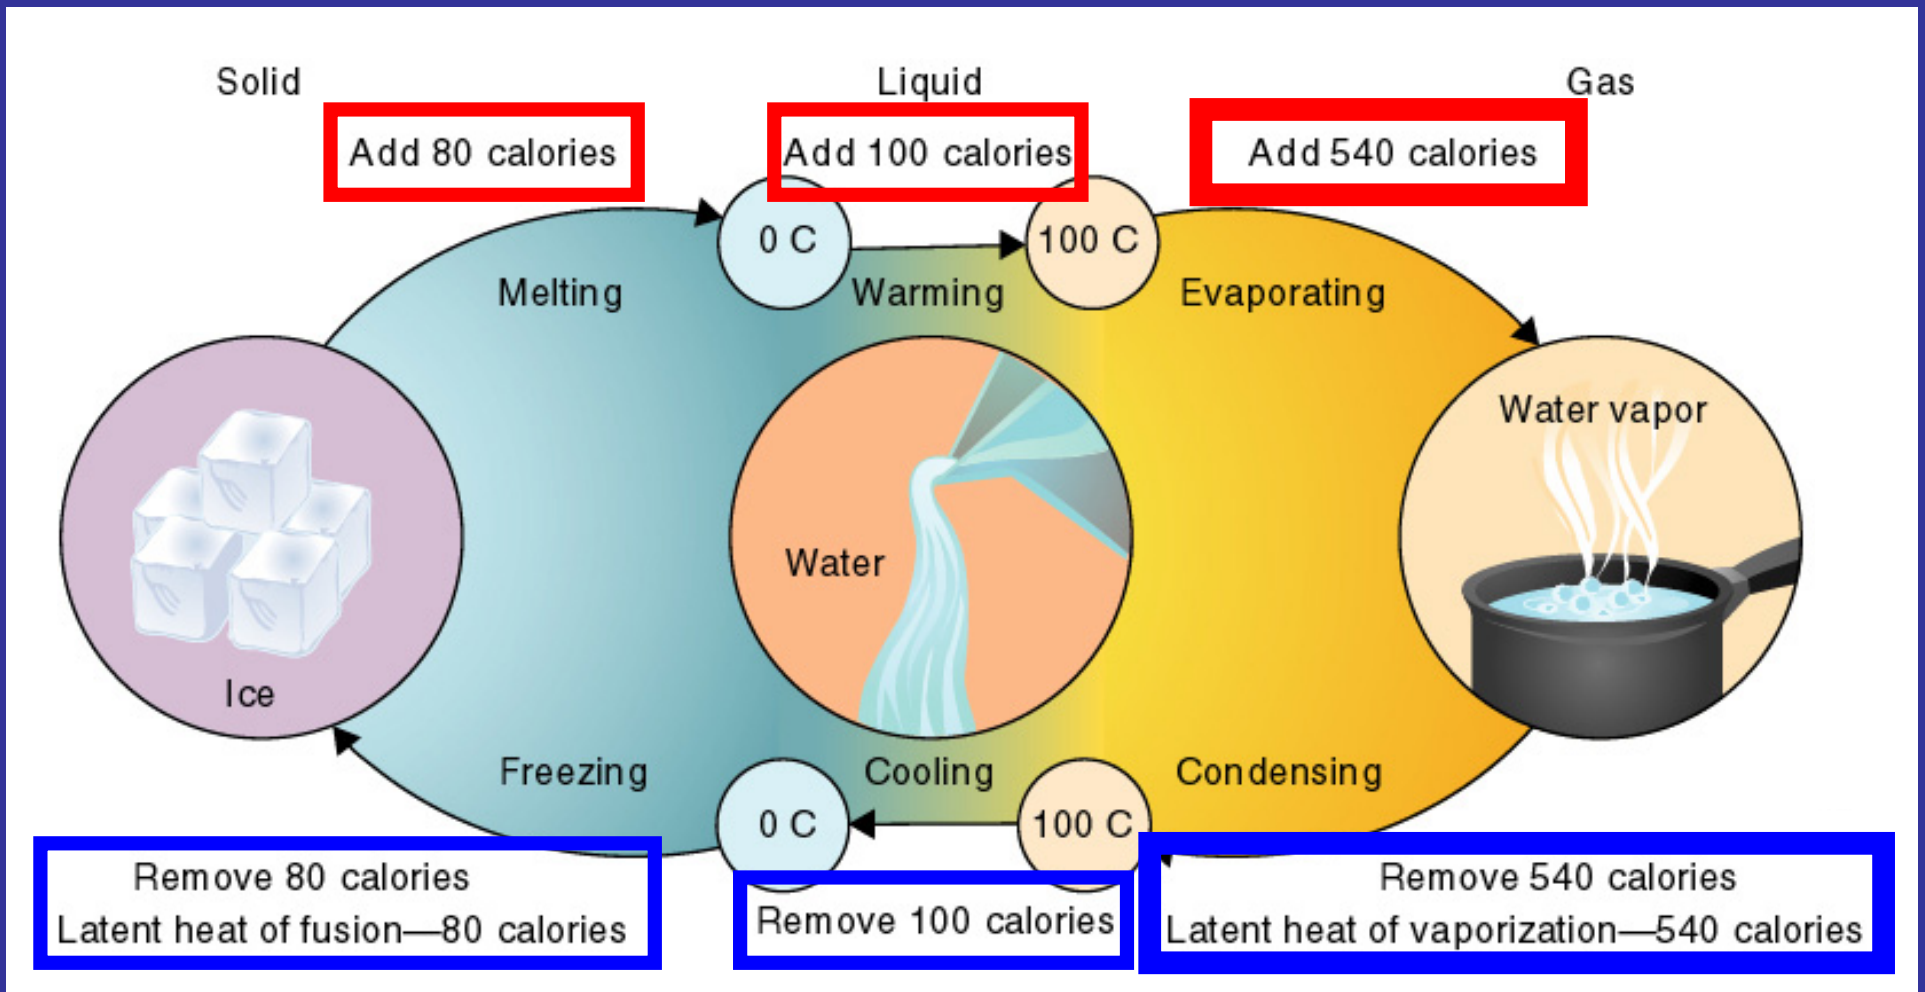 Solid
Liquid
Gas
Add 80 calories
Add 100 calories
Add 540 calories
0 C
100 C
Melting
Warming
Evaporating
Water vapor
Water
Ice
Freezing
Cooling
Condensing
0 C
100 C
Remove 80 calories
Latent heat of fusion—80 calories
Remove 100 calories
Remove 540 calories
Latent heat of vaporization—540 calories